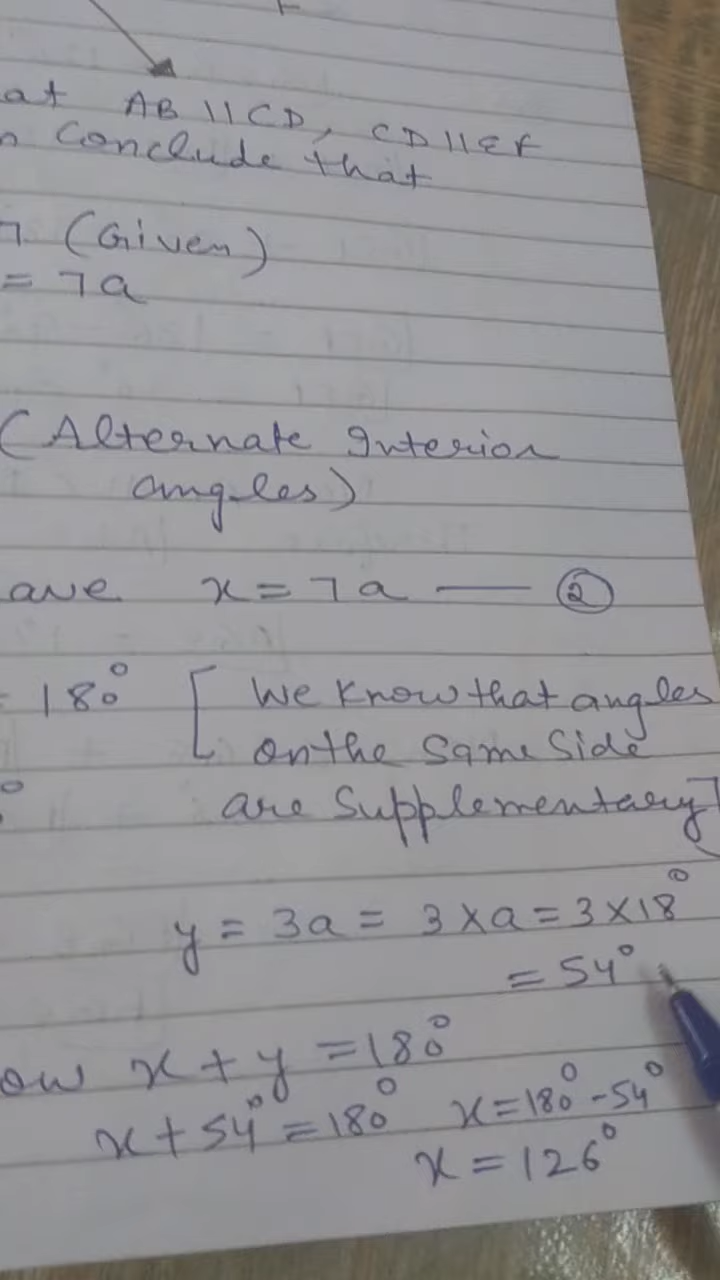 at AB || CD, CD || EF
n Conclude that
7 (Given)
= 7a
(Alternate Interior
angles)
ave x = 7a — ②
= 180° [ We know that angles
on the Same Side
are Supplementary ]
y = 3a = 3 × a = 3 × 18°
= 54°
ow x + y = 180°
x + 54° = 180° x = 180° - 54°
x = 126°